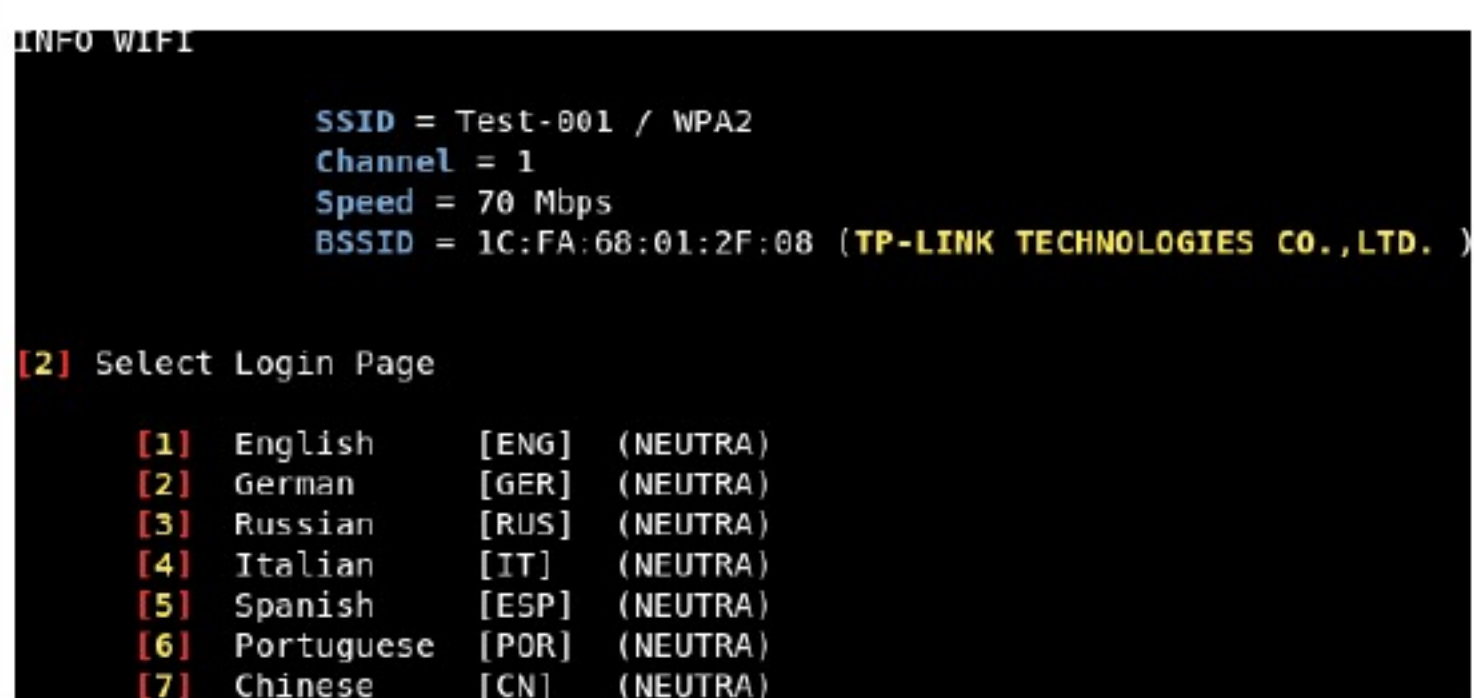 INFO WIFI
SSID = Test-001 / WPA2
Channel = 1
Speed = 70 Mbps
BSSID = 1C:FA:68:01:2F:08 (TP-LINK TECHNOLOGIES CO.,LTD. )
[2] Select Login Page
[1] English [ENG] (NEUTRA)
[2] German [GER] (NEUTRA)
[3] Russian [RUS] (NEUTRA)
[4] Italian [IT] (NEUTRA)
[5] Spanish [ESP] (NEUTRA)
[6] Portuguese [POR] (NEUTRA)
[7] Chinese [CN] (NEUTRA)